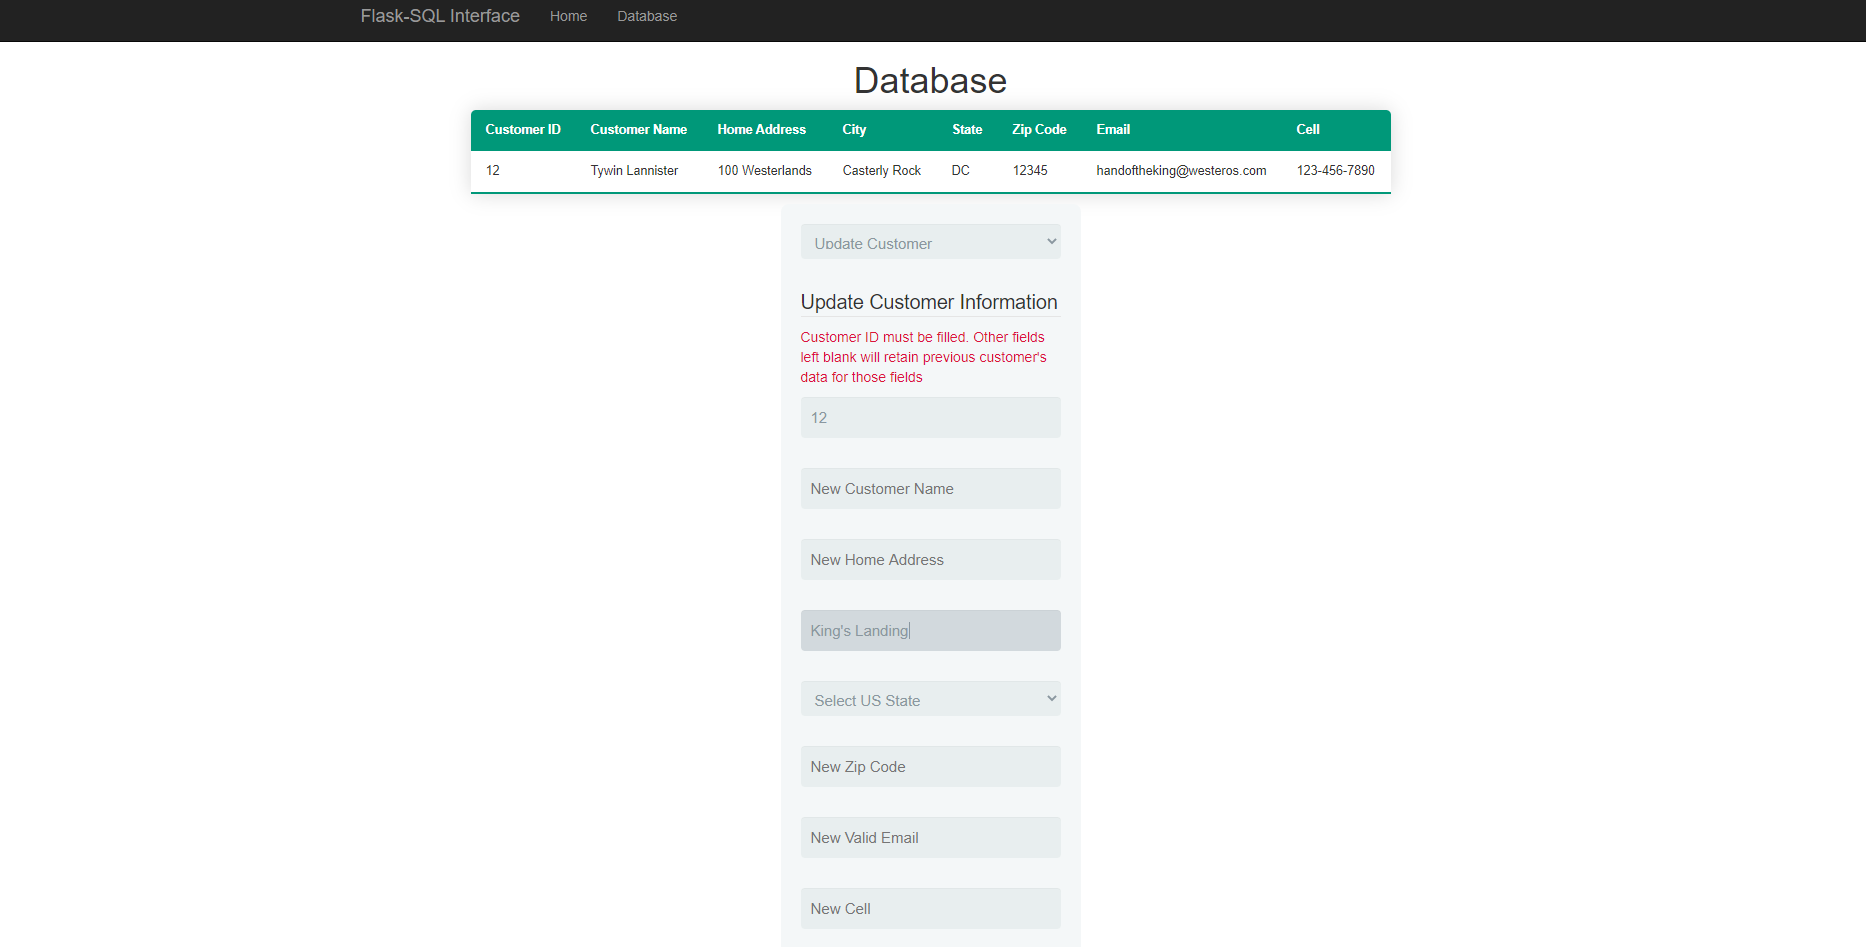 Flask-SQL Interface Home Database
Database
Customer ID Customer Name Home Address City State Zip Code Email Cell
12 Tywin Lannister 100 Westerlands Casterly Rock DC 12345 handoftheking@westeros.com 123-456-7890
Update Customer
Update Customer Information
Customer ID must be filled. Other fields
left blank will retain previous customer's
data for those fields
12
New Customer Name
New Home Address
King's Landing
Select US State
New Zip Code
New Valid Email
New Cell